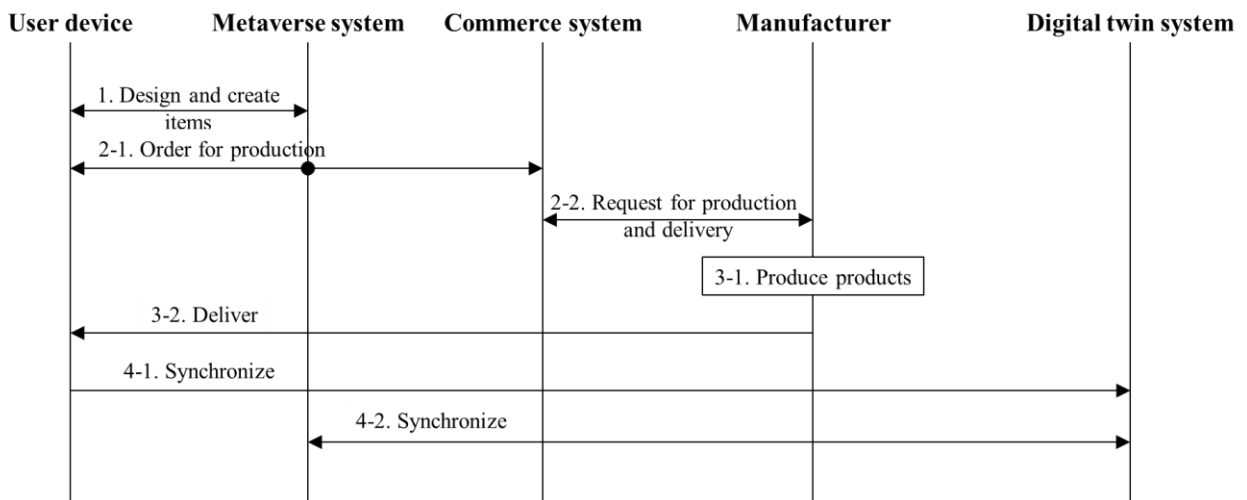 User device
Metaverse system
Commerce system
Manufacturer
Digital twin system
1. Design and create
items
2-1. Order for production
2-2. Request for production
and delivery
3-1. Produce products
3-2. Deliver
4-1. Synchronize
4-2. Synchronize